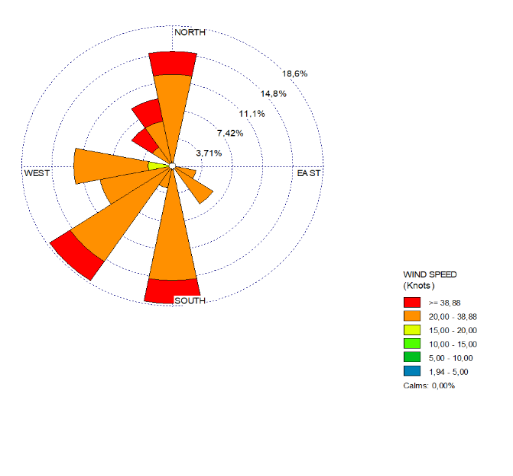 NORTH
18,6%
14,8%
11,1%
7,42%
3,71%
WEST
EAST
SOUTH
WIND SPEED
(Knots)
>= 38,88
20,00 - 38,88
15,00 - 20,00
10,00 - 15,00
5,00 - 10,00
1,94 - 5,00
Calms: 0,00%